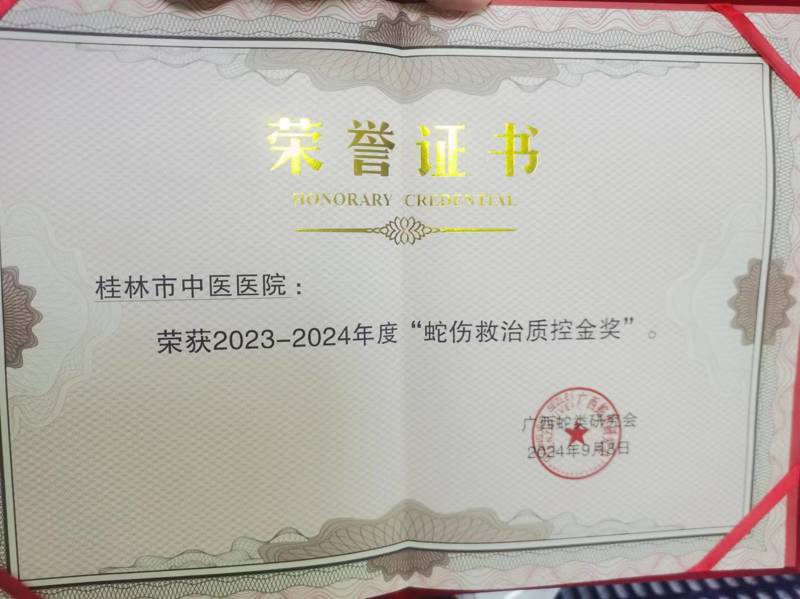 荣誉证书
HONORARY CREDENTIAL
桂林市中医医院：
荣获2023-2024年度“蛇伤救治质控金奖”。
广西蛇类研究会
2024年9月8日